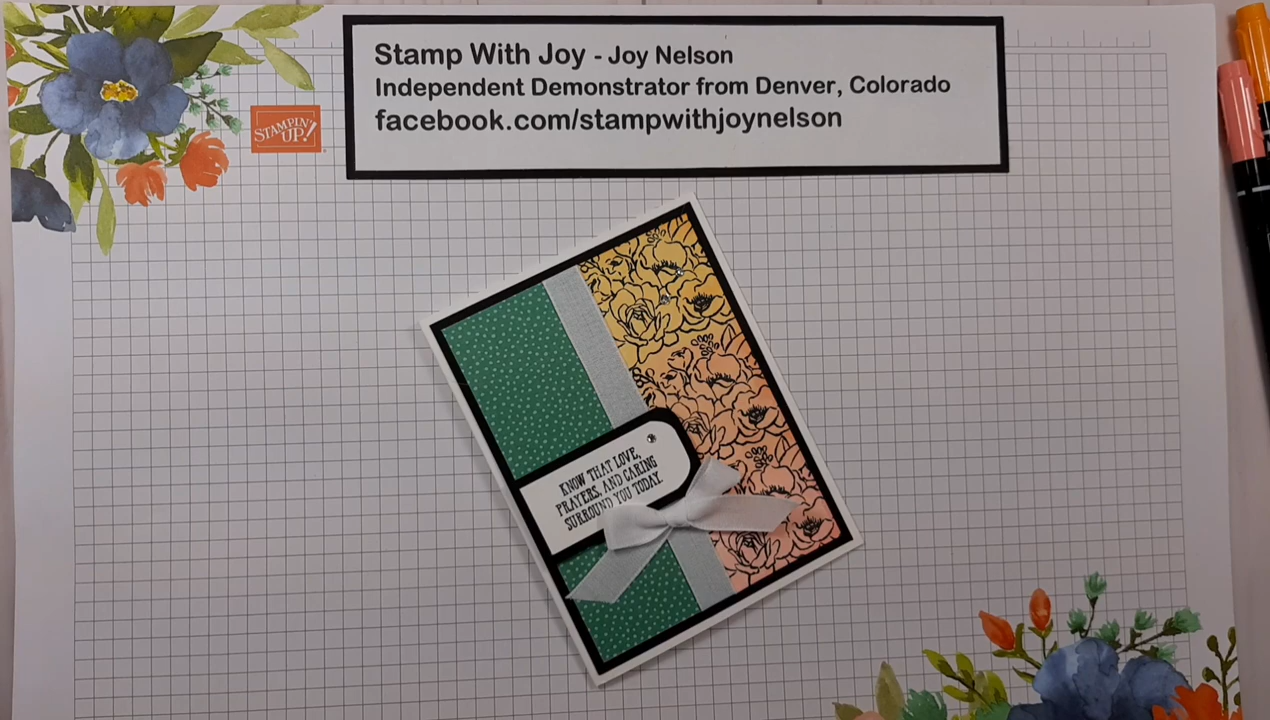 Stamp With Joy - Joy Nelson
Independent Demonstrator from Denver, Colorado
facebook.com/stampwithjoynelson
STAMPIN'
UP!
KNOW THAT LOVE,
PRAYERS, AND CARING
SURROUND YOU TODAY.